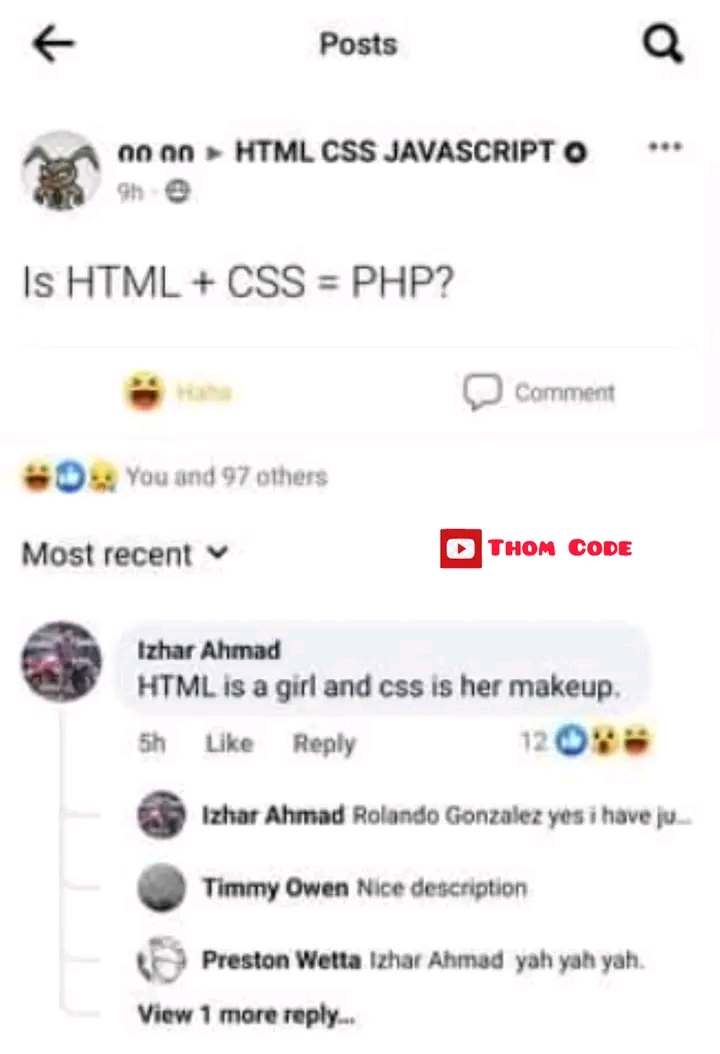 Posts
nn nn ▸ HTML CSS JAVASCRIPT
9h ·
•••
Is HTML + CSS = PHP?
Haha
Comment
You and 97 others
Most recent
THOM CODE
Izhar Ahmad
HTML is a girl and css is her makeup.
5h Like Reply 12
Izhar Ahmad Rolando Gonzalez yes i have ju...
Timmy Owen Nice description
Preston Wetta Izhar Ahmad yah yah yah.
View 1 more reply...